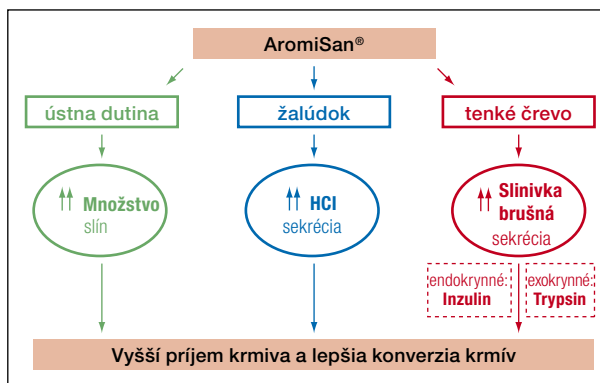 AromiSan®
ústna dutina
žalúdok
tenké črevo
↑↑ Množstvo
slín
↑↑ HCl
sekrécia
↑↑ Slinivka
brušná
sekrécia
endokrynné:
Inzulin
exokrynné:
Trypsin
Vyšší príjem krmiva a lepšia konverzia krmív